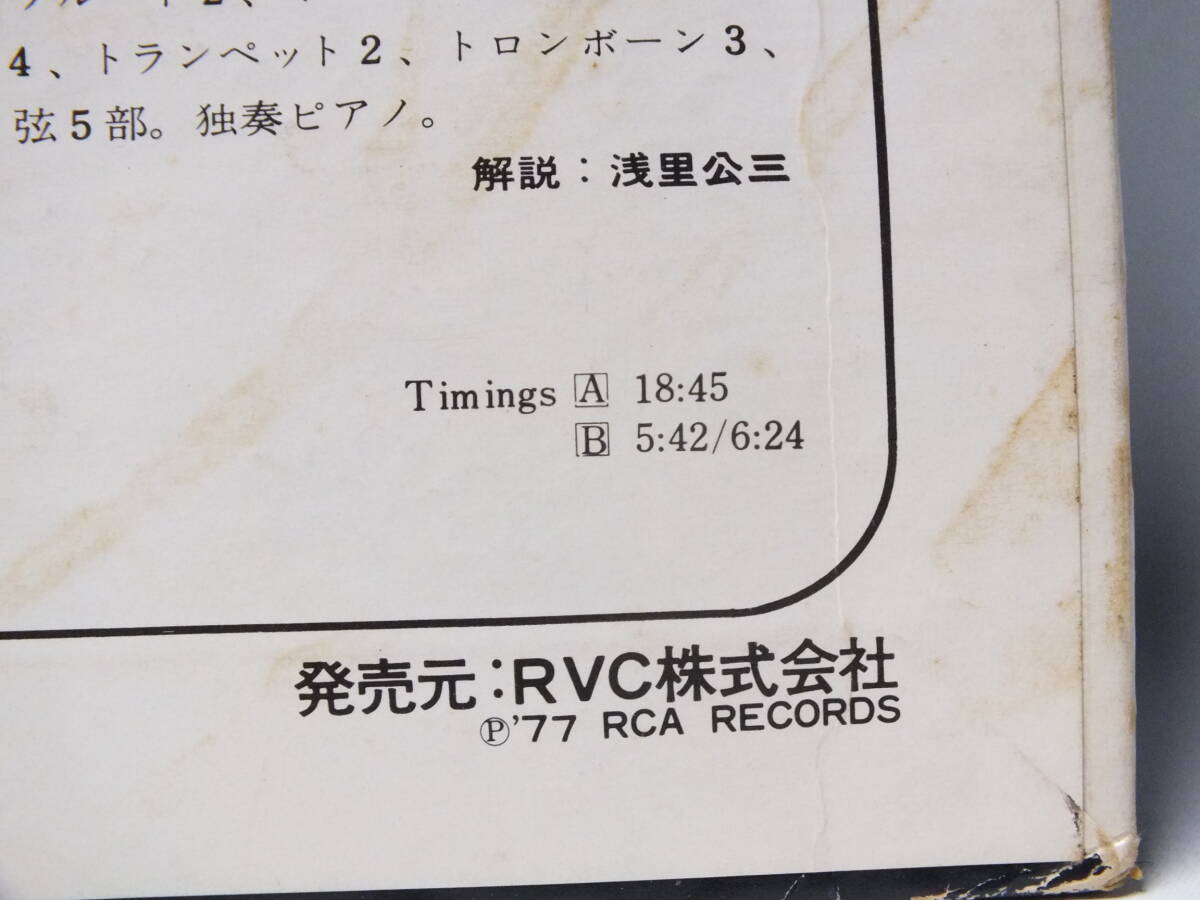 4、トランペット2、トロンボーン3、
弦5部。独奏ピアノ。
解説：浅里公三
Timings A 18:45
B 5:42/6:24
発売元：RVC株式会社
Ⓟ'77 RCA RECORDS